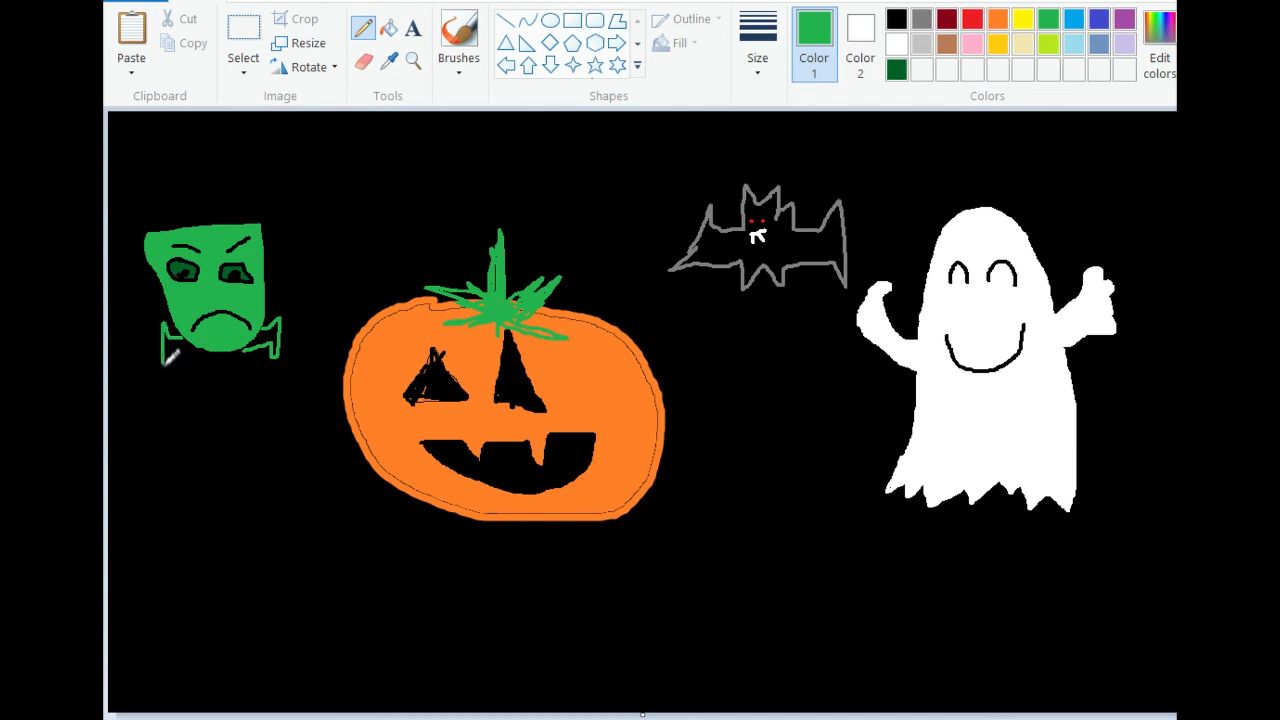 Cut
Copy
Paste
Clipboard
Select
Crop
Resize
Rotate
Image
A
Tools
Brushes
Shapes
Outline
Fill
Size
Color
1
Color
2
Edit
colors
Colors